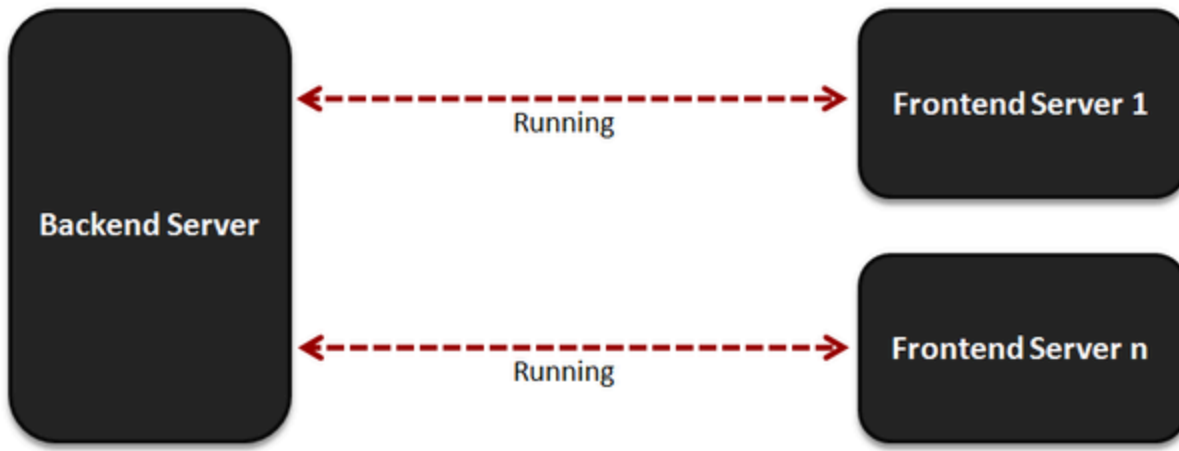 Backend Server
Running
Frontend Server 1
Running
Frontend Server n